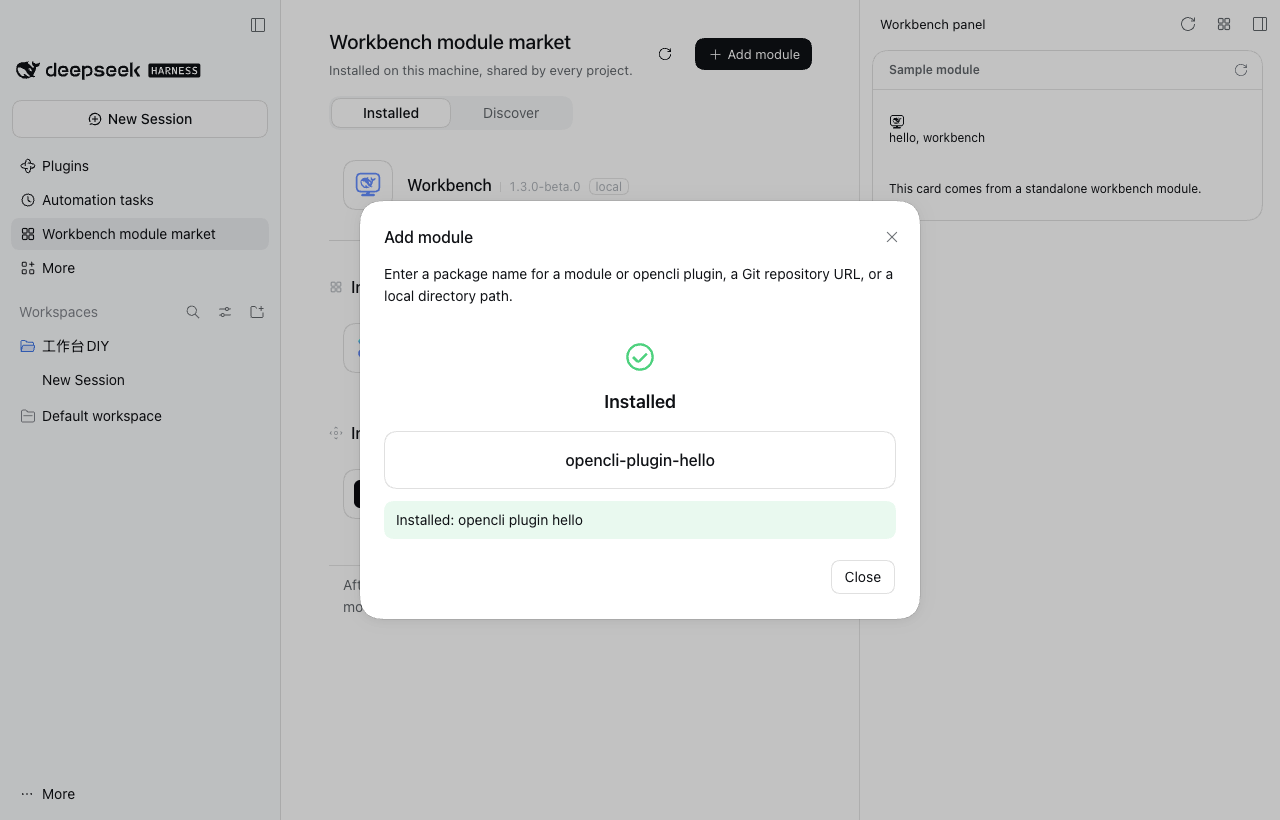 deepseek HARNESS
New Session
Plugins
Automation tasks
Workbench module market
More
Workspaces
工作台 DIY
New Session
Default workspace
More
Workbench module market
Installed on this machine, shared by every project.
Add module
Installed
Discover
Workbench
1.3.0-beta.0
local
Add module
Enter a package name for a module or opencli plugin, a Git repository URL, or a
local directory path.
Installed
opencli-plugin-hello
Installed: opencli plugin hello
Close
Workbench panel
Sample module
hello, workbench
This card comes from a standalone workbench module.